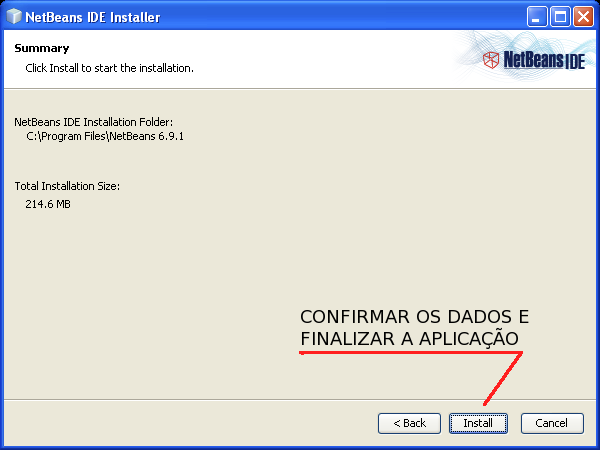 NetBeans IDE Installer
Summary
Click Install to start the installation.
NetBeans IDE
NetBeans IDE Installation Folder:
C:\Program Files\NetBeans 6.9.1
Total Installation Size:
214.6 MB
CONFIRMAR OS DADOS E
FINALIZAR A APLICAÇÃO
< Back
Install
Cancel